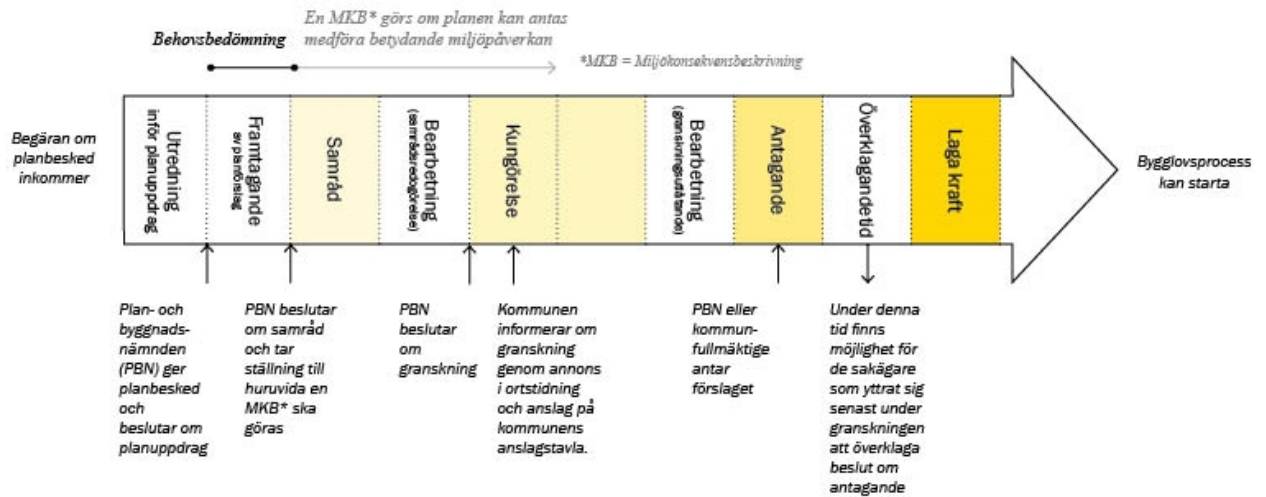 En MKB* görs om planen kan antas
medföra betydande miljöpåverkan
Behovsbedömning
*MKB = Miljökonsekvensbeskrivning
Begäran om
planbesked
inkommer
Utredning
inför planuppdrag
Framtagande
av planförslag
Samråd
Bearbetning
(samrådsredogörelse)
Kungörelse
Bearbetning
(granskningsutlåtande)
Antagande
Överklagandetid
Laga kraft
Bygglovsprocess
kan starta
Plan- och
byggnads-
nämnden
(PBN) ger
planbesked
och
beslutar om
planuppdrag
PBN beslutar
om samråd
och tar
ställning till
huruvida en
MKB* ska
göras
PBN
beslutar
om
granskning
Kommunen
informerar om
granskning
genom annons
i ortstidning
och anslag på
kommunens
anslagstavla.
PBN eller
kommun-
fullmäktige
antar
förslaget
Under denna
tid finns
möjlighet för
de sakägare
som yttrat sig
senast under
granskningen
att överklaga
beslut om
antagande